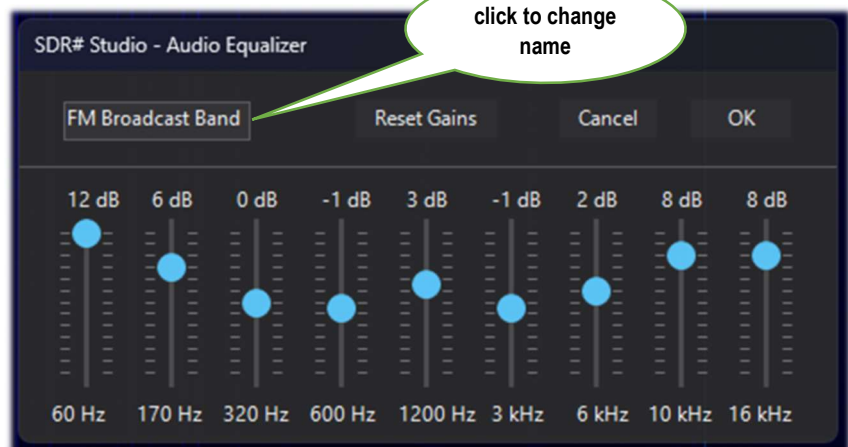 click to change
name
SDR# Studio - Audio Equalizer
FM Broadcast Band Reset Gains Cancel OK
12 dB 6 dB 0 dB -1 dB 3 dB -1 dB 2 dB 8 dB 8 dB
60 Hz 170 Hz 320 Hz 600 Hz 1200 Hz 3 kHz 6 kHz 10 kHz 16 kHz